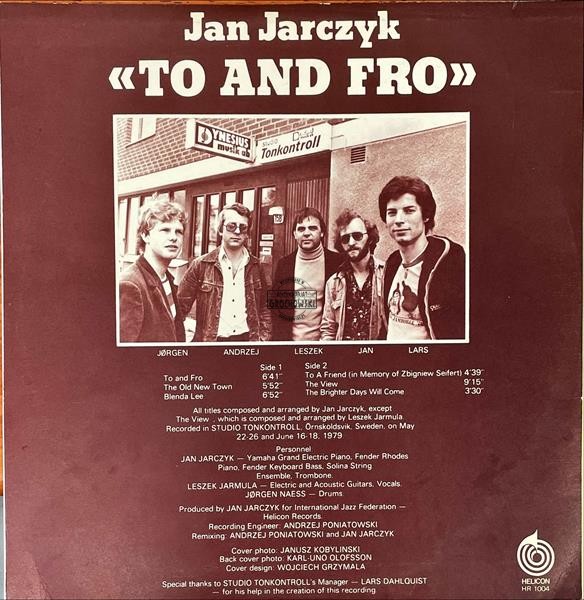 Jan Jarczyk
«TO AND FRO»
YMESIUS
musik ab
Studio
Tonkontroll
GROCHOWSKI
JØRGEN ANDRZEJ LESZEK JAN LARS
Side 1 Side 2
To and Fro 6'41" To A Friend (in Memory of Zbigniew Seifert) 4'39"
The Old New Town 5'52" The View 9'15"
Blenda Lee 6'52" The Brighter Days Will Come 3'30"
All titles composed and arranged by Jan Jarczyk, except
The View . which is composed and arranged by Leszek Jarmula.
Recorded in STUDIO TONKONTROLL, Örnsköldsvik, Sweden, on May
22-26 and June 16-18, 1979
Personnel
JAN JARCZYK — Yamaha Grand Electric Piano, Fender Rhodes
Piano, Fender Keyboard Bass, Solina String
Ensemble, Trombone.
LESZEK JARMULA — Electric and Acoustic Guitars, Vocals.
JØRGEN NAESS — Drums.
Produced by JAN JARCZYK for International Jazz Federation —
Helicon Records.
Recording Engineer: ANDRZEJ PONIATOWSKI
Remixing: ANDRZEJ PONIATOWSKI and JAN JARCZYK
Cover photo: JANUSZ KOBYLINSKI
Back cover photo: KARL-UNO OLOFSSON
Cover design: WOJCIECH GRZYMALA
Special thanks to STUDIO TONKONTROLL's Manager — LARS DAHLQUIST
— for his help in the creation of this recording
HELICON
HR 1004